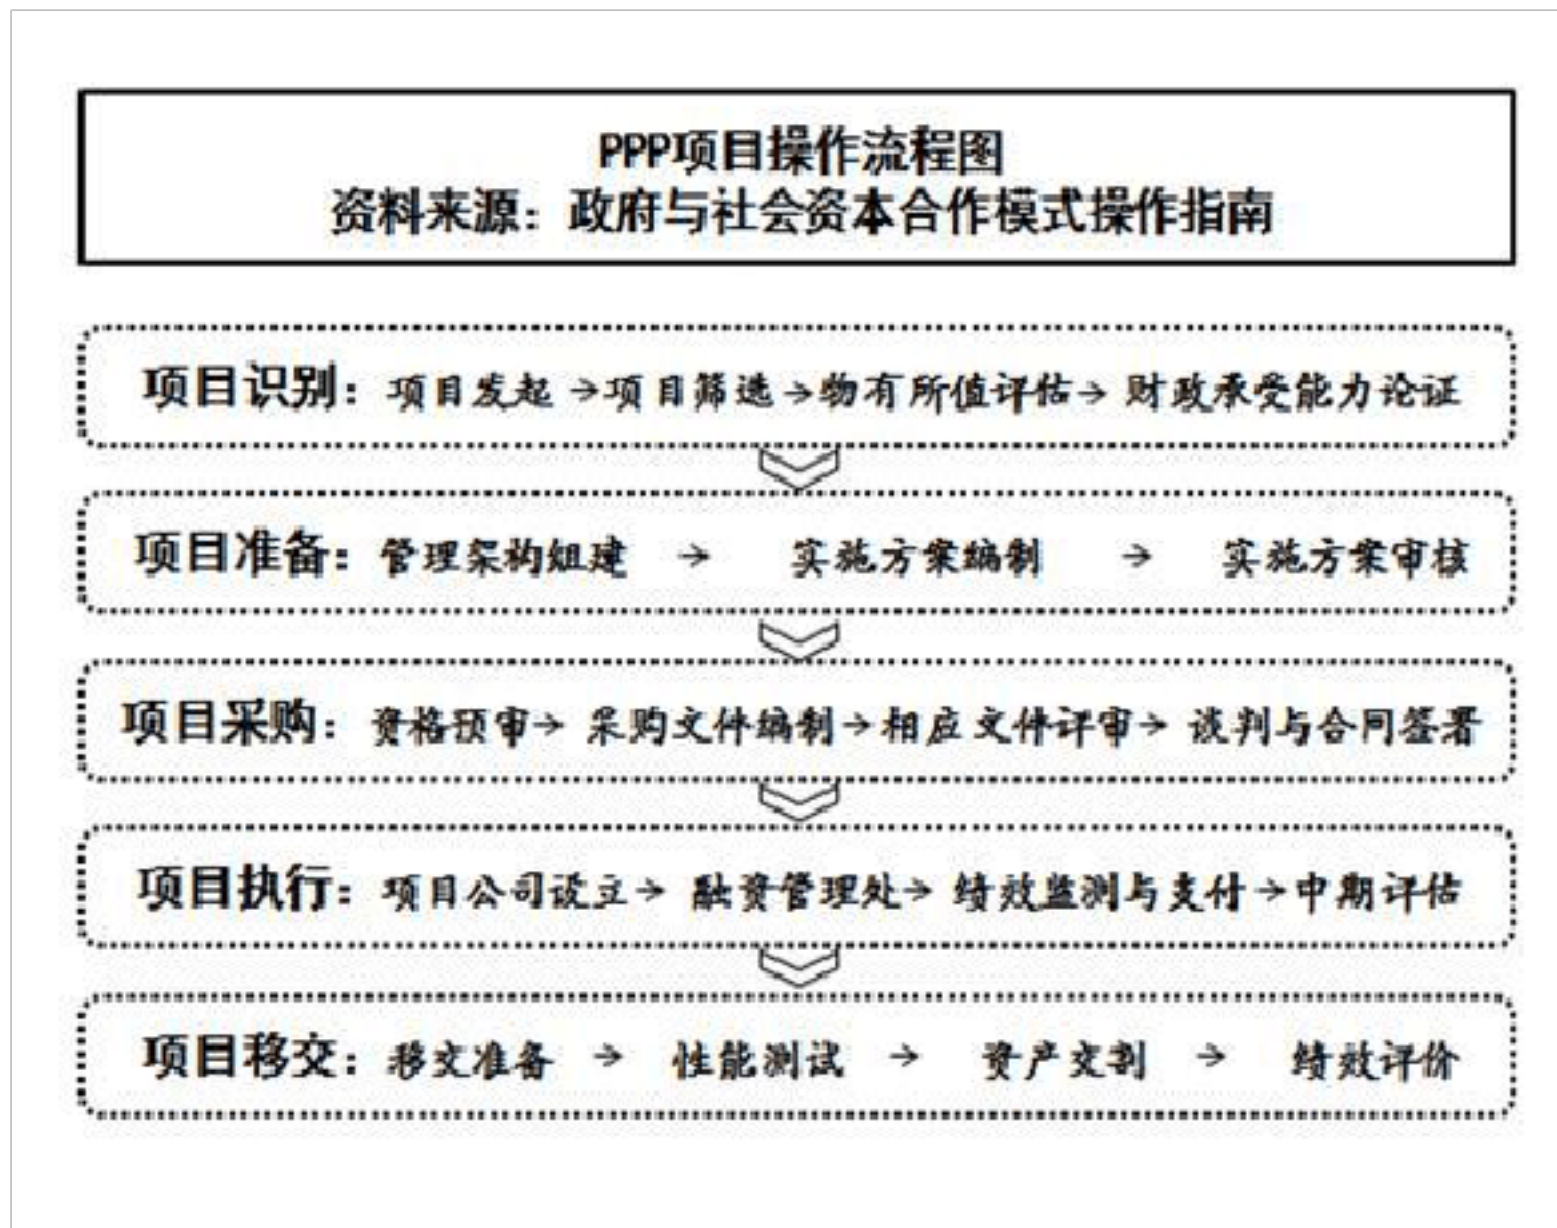 PPP项目操作流程图
资料来源：政府与社会资本合作模式操作指南
项目识别：项目发起→项目筛选→物有所值评估→财政承受能力论证
项目准备：管理架构组建→实施方案编制→实施方案审核
项目采购：资格预审→采购文件编制→相应文件评审→谈判与合同签署
项目执行：项目公司设立→融资管理处→绩效监测与支付→中期评估
项目移交：移交准备→性能测试→资产交割→绩效评价